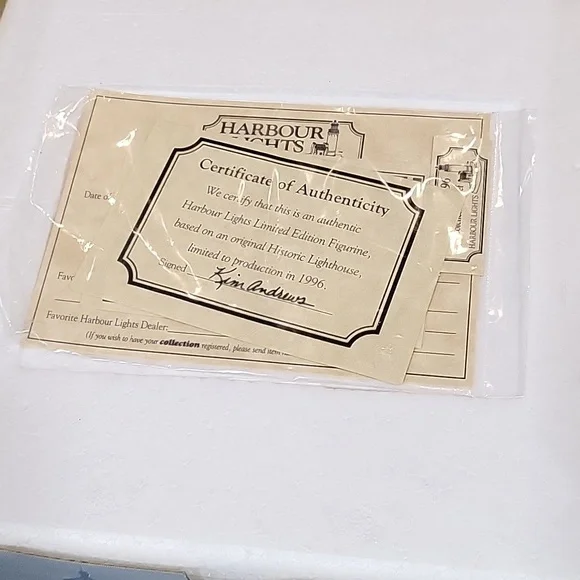 HARBOUR
LIGHTS
Certificate of Authenticity
We certify that this is an authentic
Harbour Lights Limited Edition Figurine,
based on an original Historic Lighthouse,
limited to production in 1996.
Signed Kim Andrews
Date of
Favorite Harbour Lights Dealer:
(If you wish to have your collection registered, please send
HARBOUR LIGHTS